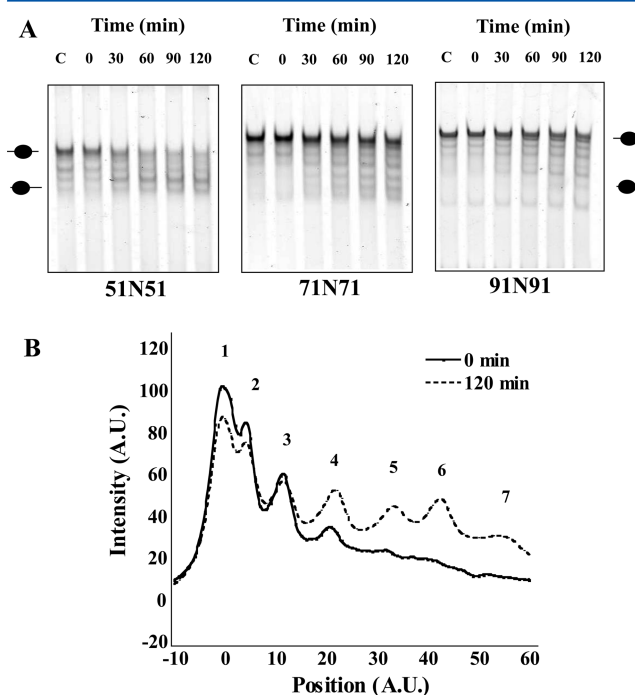 A
Time (min) Time (min) Time (min)
C 0 30 60 90 120 C 0 30 60 90 120 C 0 30 60 90 120
51N51 71N71 91N91
B
120
100
80
60
40
20
0
-20
Intensity (A.U.)
1
2
3
4
5
6
7
0 min
120 min
-10 0 10 20 30 40 50 60
Position (A.U.)